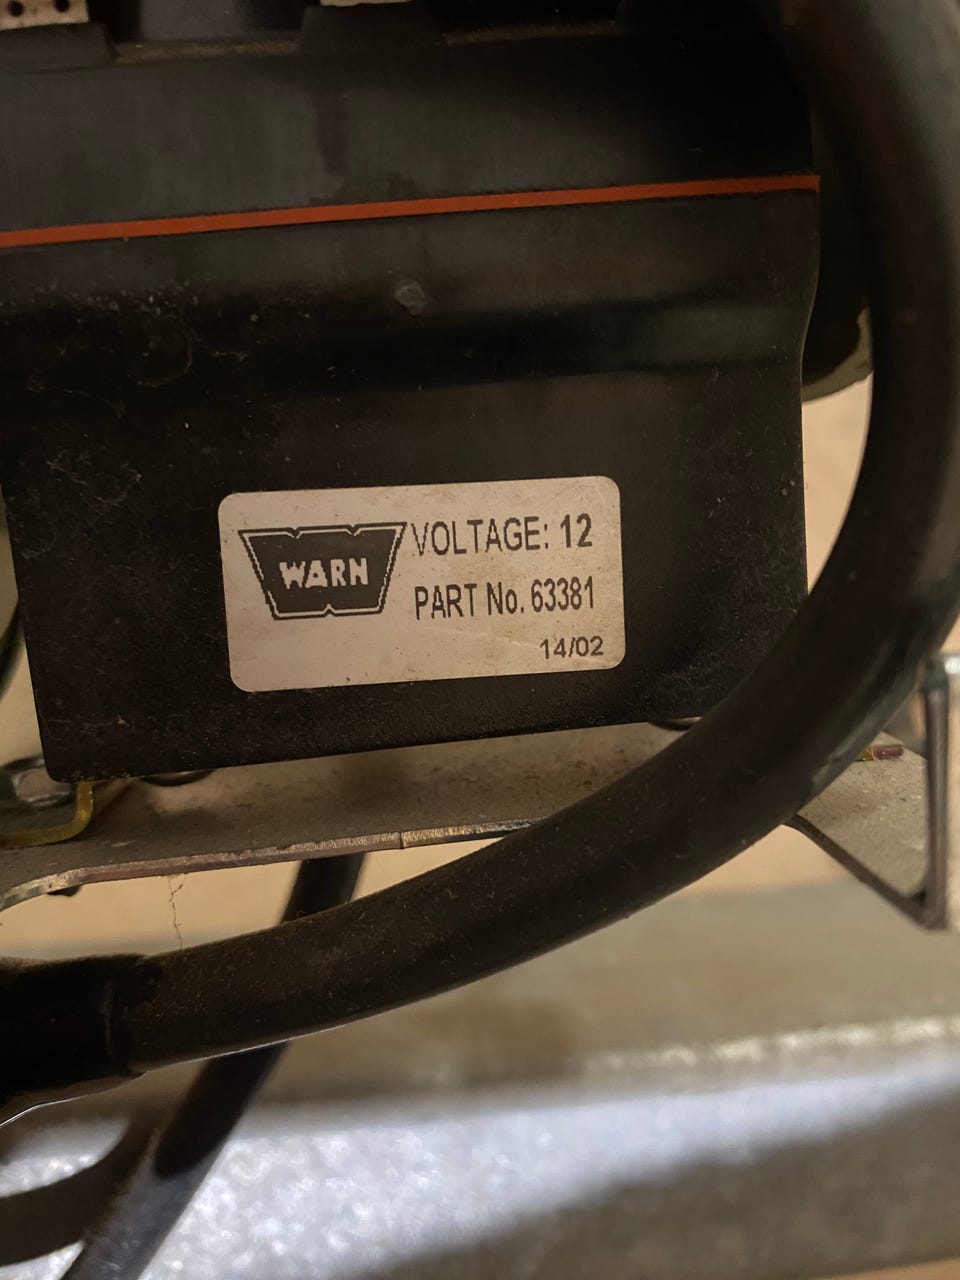 WARN
VOLTAGE: 12
PART No. 63381
14/02